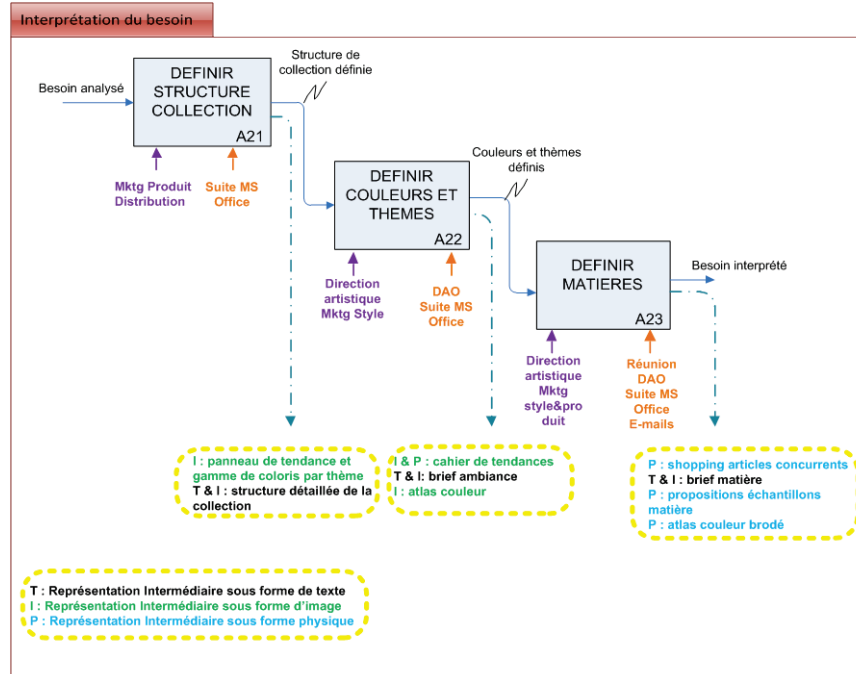 Interprétation du besoin
Besoin analysé
DEFINIR
STRUCTURE
COLLECTION
A21
Structure de
collection définie
Mktg Produit
Distribution
Suite MS
Office
DEFINIR
COULEURS ET
THEMES
A22
Couleurs et thèmes
définis
Direction
artistique
Mktg Style
DAO
Suite MS
Office
DEFINIR
MATIERES
A23
Besoin interprété
Direction
artistique
Mktg
style&pro
duit
Réunion
DAO
Suite MS
Office
E-mails
I : panneau de tendance et
gamme de coloris par thème
T & I : structure détaillée de la
collection
I & P : cahier de tendances
T & I: brief ambiance
I : atlas couleur
P : shopping articles concurrents
T & I : brief matière
P : propositions échantillons
matière
P : atlas couleur brodé
T : Représentation Intermédiaire sous forme de texte
I : Représentation Intermédiaire sous forme d'image
P : Représentation Intermédiaire sous forme physique